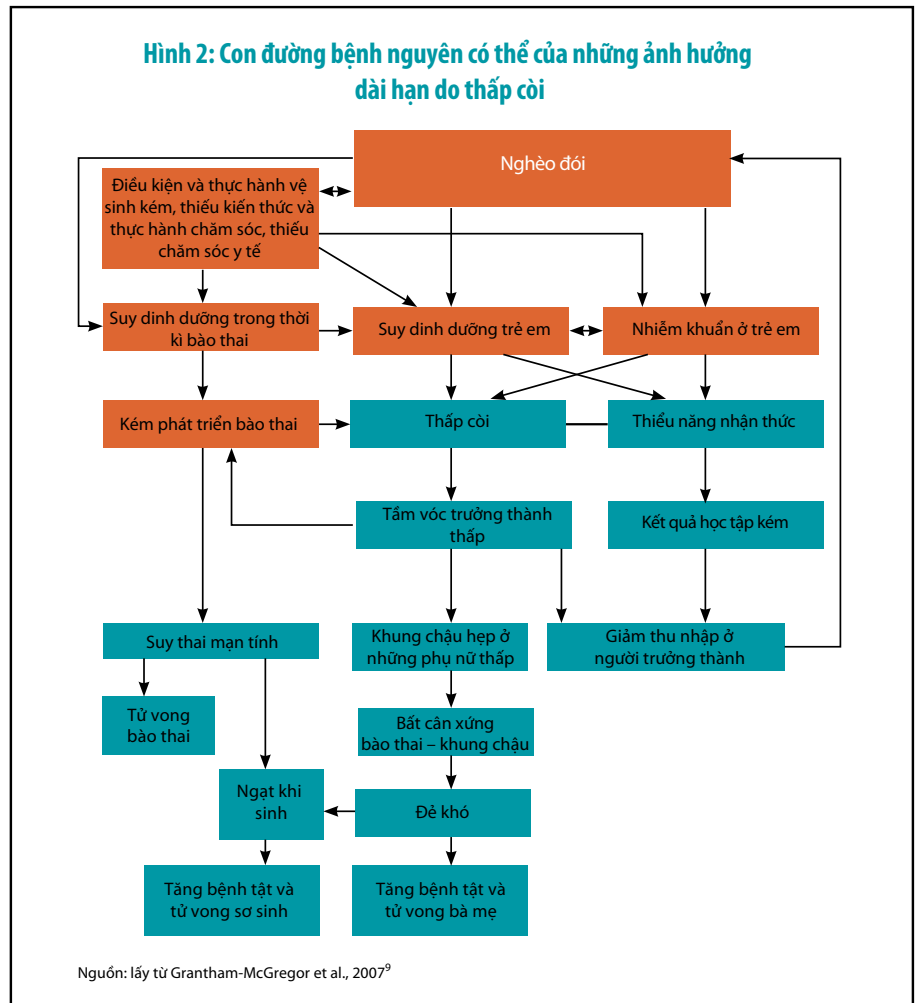 Hình 2: Con đường bệnh nguyên có thể của những ảnh hưởng
dài hạn do thấp còi
Nghèo đói
Điều kiện và thực hành vệ
sinh kém, thiếu kiến thức và
thực hành chăm sóc, thiếu
chăm sóc y tế
Suy dinh dưỡng trong thời
kì bào thai
Suy dinh dưỡng trẻ em
Nhiễm khuẩn ở trẻ em
Kém phát triển bào thai
Thấp còi
Thiểu năng nhận thức
Tầm vóc trưởng thành
thấp
Kết quả học tập kém
Suy thai mạn tính
Khung chậu hẹp ở
những phụ nữ thấp
Giảm thu nhập ở
người trưởng thành
Tử vong
bào thai
Bất cân xứng
bào thai – khung chậu
Ngạt khi
sinh
Đẻ khó
Tăng bệnh tật và
tử vong sơ sinh
Tăng bệnh tật và
tử vong bà mẹ
Nguồn: lấy từ Grantham-McGregor et al., 2007⁹